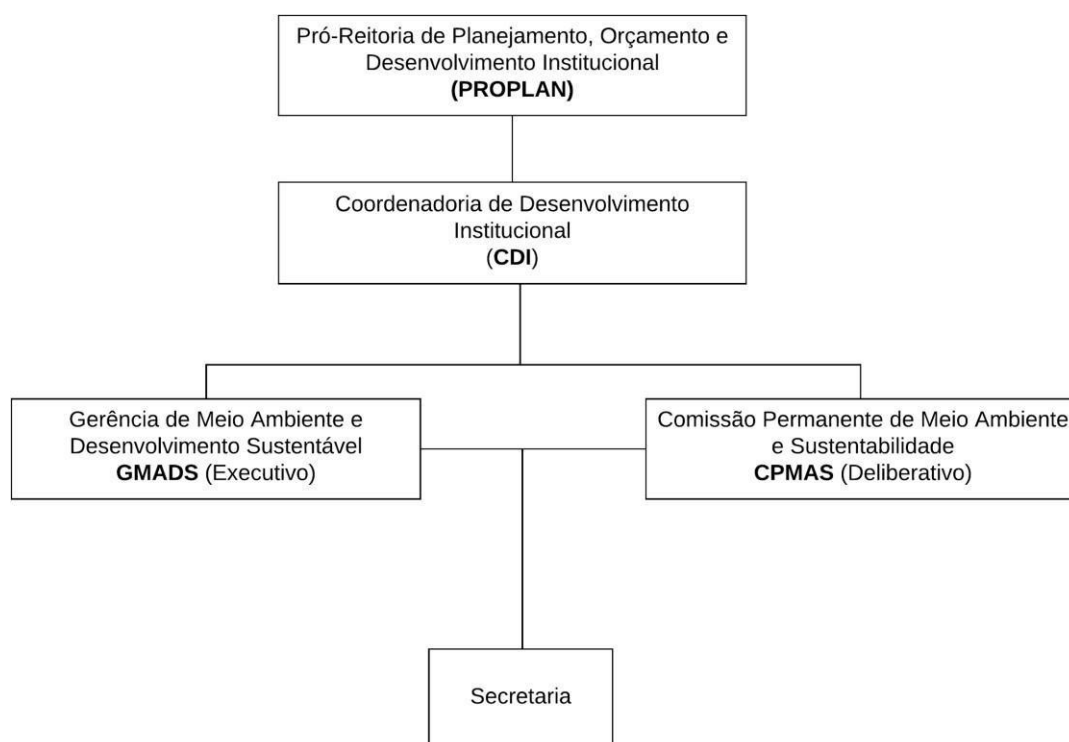 Pró-Reitoria de Planejamento, Orçamento e
Desenvolvimento Institucional
(PROPLAN)
Coordenadoria de Desenvolvimento
Institucional
(CDI)
Gerência de Meio Ambiente e
Desenvolvimento Sustentável
GMADS (Executivo)
Comissão Permanente de Meio Ambiente
e Sustentabilidade
CPMAS (Deliberativo)
Secretaria